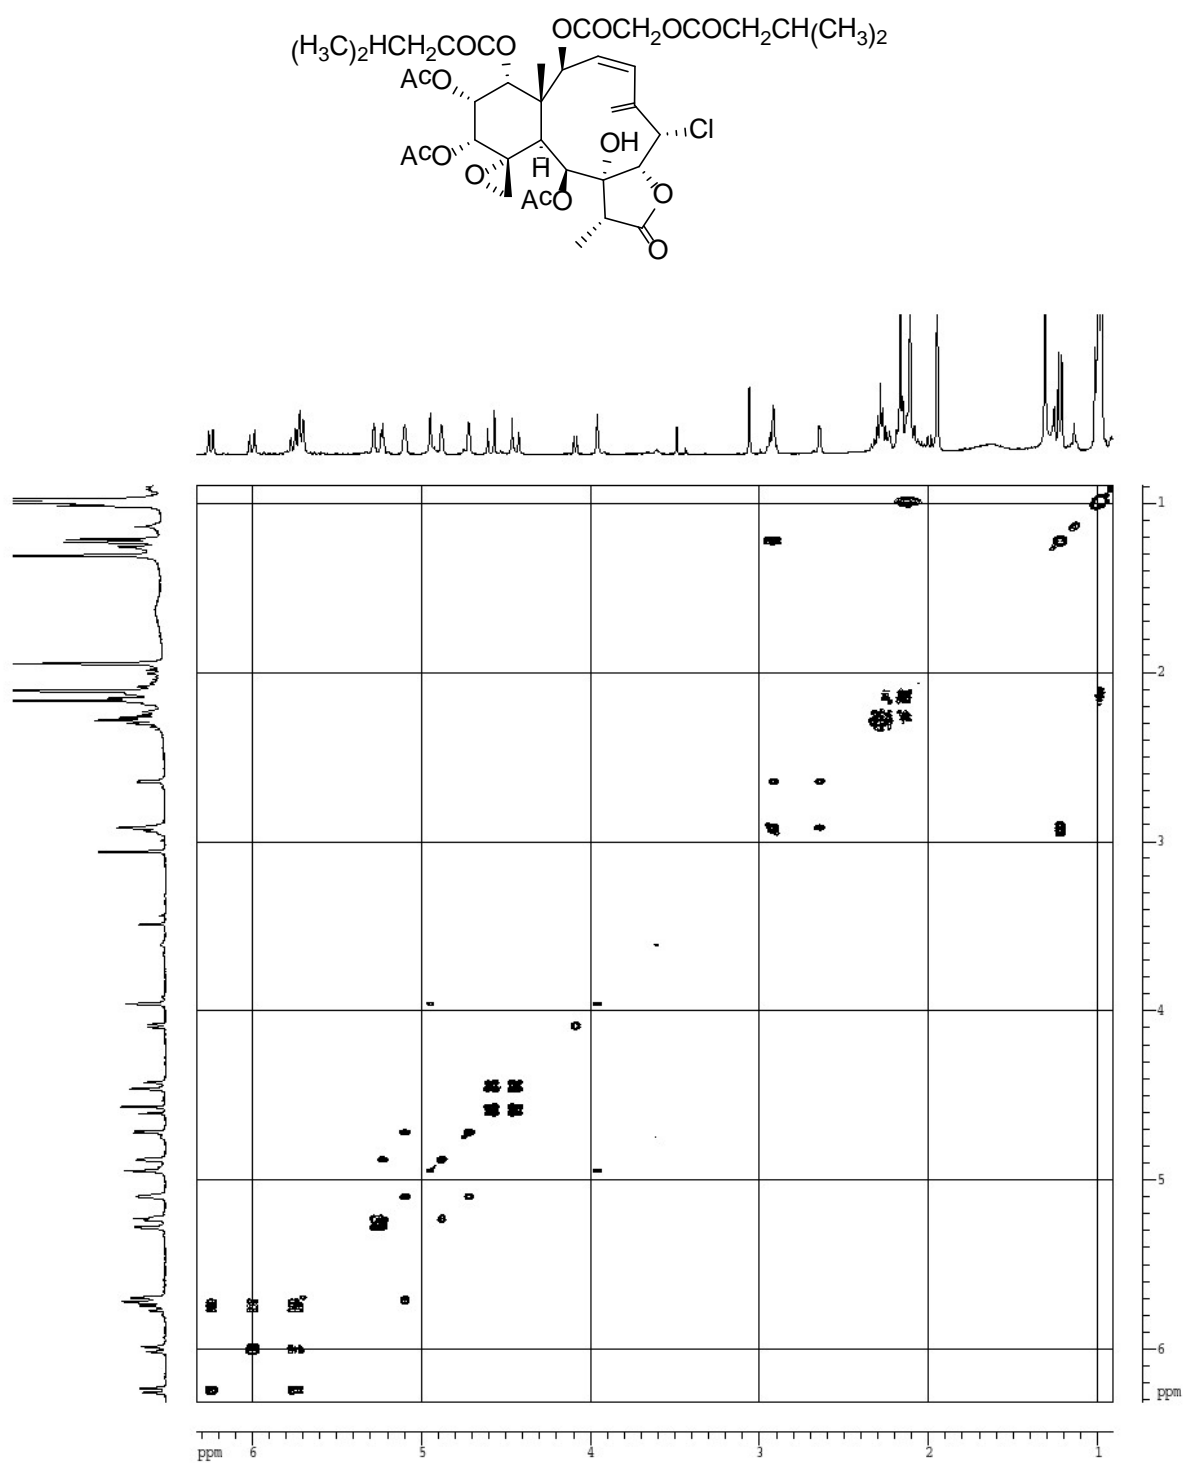 OCOCH2OCOCH2CH(CH3)2
(H3C)2HCH2COCO
AcO
Cl
OH
AcO
O
H
O
AcO
O
1
2
3
4
5
6
ppm
ppm 6 5 4 3 2 1